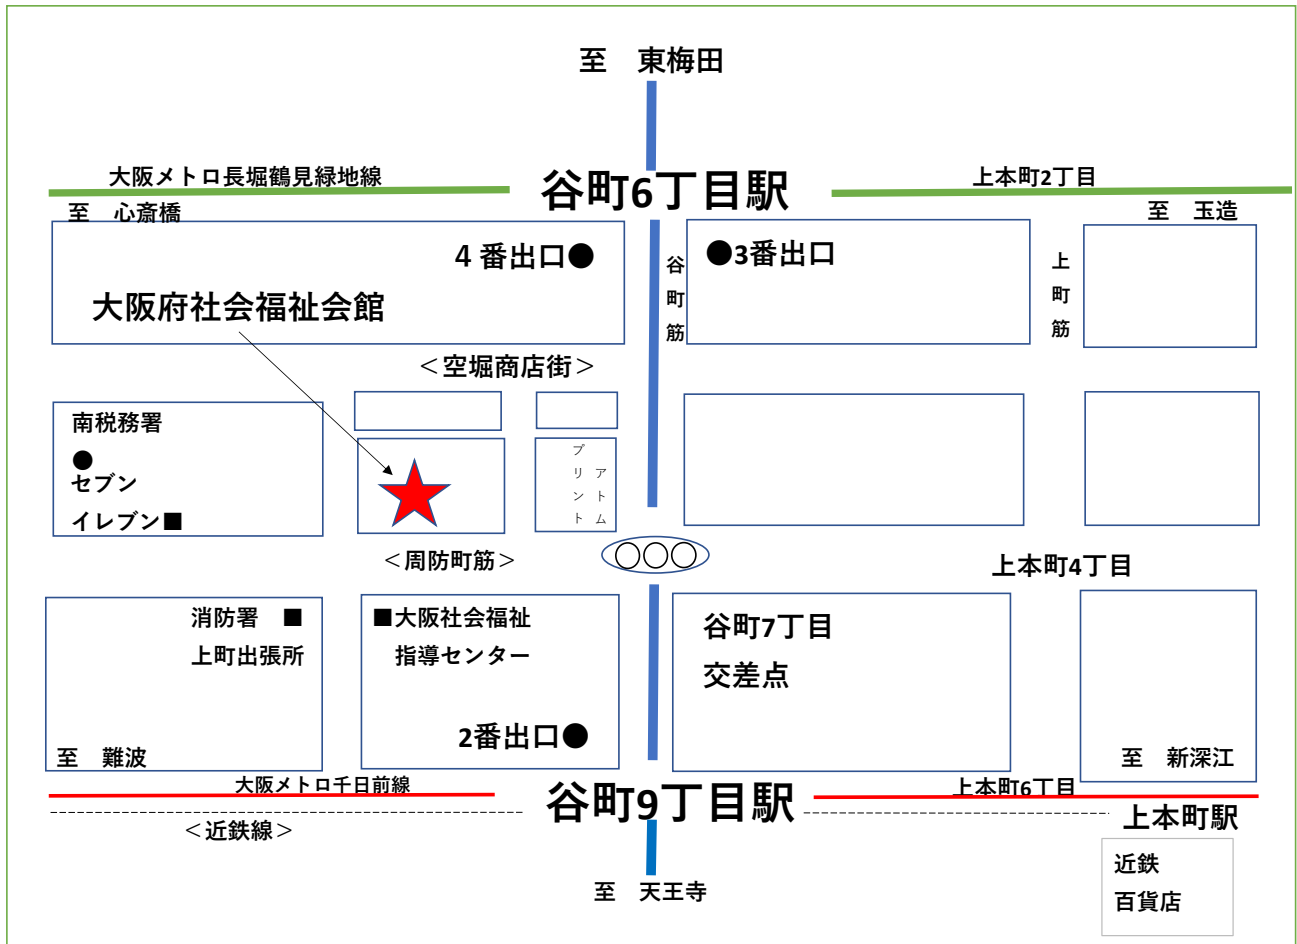 至　東梅田
大阪メトロ長堀鶴見緑地線
谷町6丁目駅
上本町2丁目
至　心斎橋
至　玉造
４番出口●
●3番出口
谷町筋
上町筋
大阪府社会福祉会館
＜空堀商店街＞
南税務署
●
セブン
イレブン■
アトム
プリント
＜周防町筋＞
上本町4丁目
消防署　■
上町出張所
■大阪社会福祉
指導センター
谷町7丁目
交差点
2番出口●
至　難波
至　新深江
大阪メトロ千日前線
谷町9丁目駅
上本町6丁目
＜近鉄線＞
上本町駅
近鉄
百貨店
至　天王寺